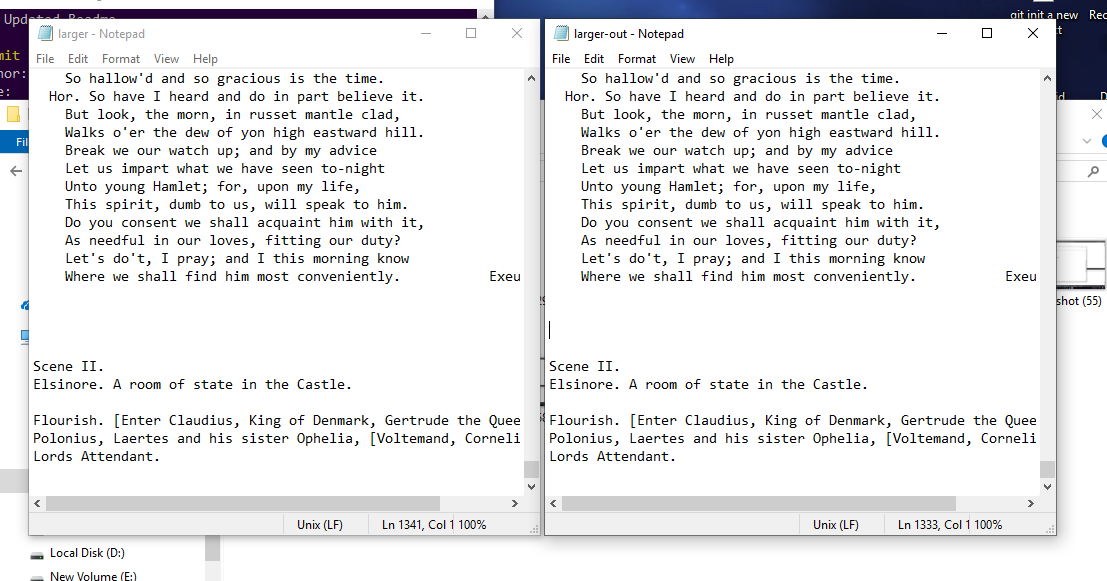 Updated Readme
git init a new
Rec
mit
hor:
e:
Fil
larger - Notepad
File Edit Format View Help
So hallow'd and so gracious is the time.
Hor. So have I heard and do in part believe it.
But look, the morn, in russet mantle clad,
Walks o'er the dew of yon high eastward hill.
Break we our watch up; and by my advice
Let us impart what we have seen to-night
Unto young Hamlet; for, upon my life,
This spirit, dumb to us, will speak to him.
Do you consent we shall acquaint him with it,
As needful in our loves, fitting our duty?
Let's do't, I pray; and I this morning know
Where we shall find him most conveniently. Exeu
Scene II.
Elsinore. A room of state in the Castle.
Flourish. [Enter Claudius, King of Denmark, Gertrude the Quee
Polonius, Laertes and his sister Ophelia, [Voltemand, Corneli
Lords Attendant.
Unix (LF) Ln 1341, Col 1 100%
larger-out - Notepad
File Edit Format View Help
So hallow'd and so gracious is the time.
Hor. So have I heard and do in part believe it.
But look, the morn, in russet mantle clad,
Walks o'er the dew of yon high eastward hill.
Break we our watch up; and by my advice
Let us impart what we have seen to-night
Unto young Hamlet; for, upon my life,
This spirit, dumb to us, will speak to him.
Do you consent we shall acquaint him with it,
As needful in our loves, fitting our duty?
Let's do't, I pray; and I this morning know
Where we shall find him most conveniently. Exeu
Scene II.
Elsinore. A room of state in the Castle.
Flourish. [Enter Claudius, King of Denmark, Gertrude the Quee
Polonius, Laertes and his sister Ophelia, [Voltemand, Corneli
Lords Attendant.
Unix (LF) Ln 1333, Col 1 100%
shot (55)
Local Disk (D:)
New Volume (E:)